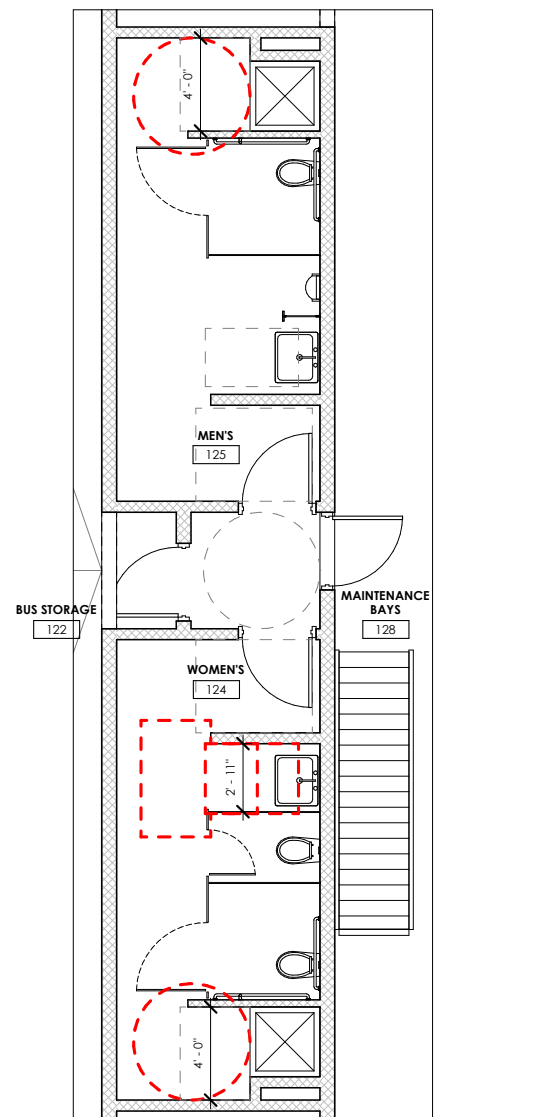 4' - 0"
MEN'S
125
BUS STORAGE
122
MAINTENANCE
BAYS
128
WOMEN'S
124
2' - 11"
4' - 0"